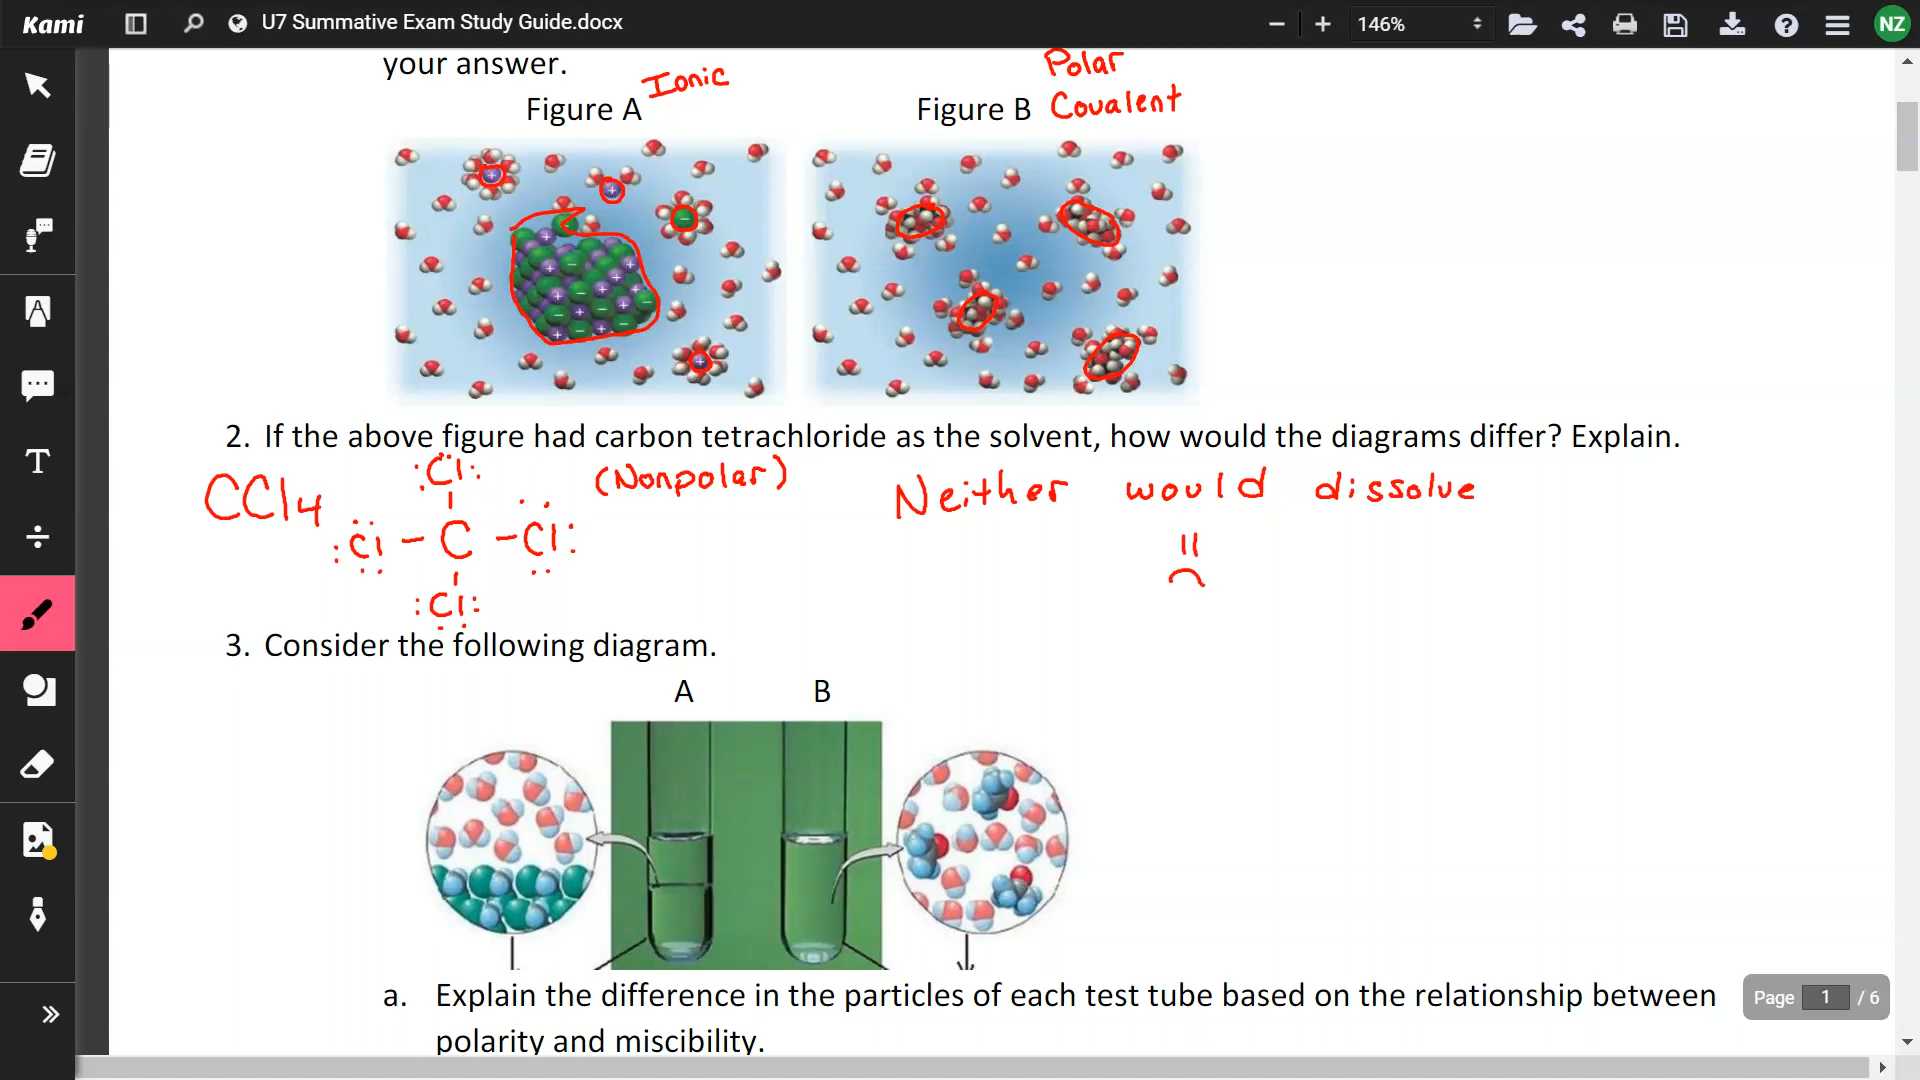 Kami U7 Summative Exam Study Guide.docx 146% NZ
your answer.
Ionic
Polar
Figure A Figure B Covalent
2. If the above figure had carbon tetrachloride as the solvent, how would the diagrams differ? Explain.
CCl4 (Nonpolar) Neither would dissolve
:Cl:
:Cl - C - Cl:
:Cl:
3. Consider the following diagram.
A B
a. Explain the difference in the particles of each test tube based on the relationship between
polarity and miscibility.
Page 1 / 6